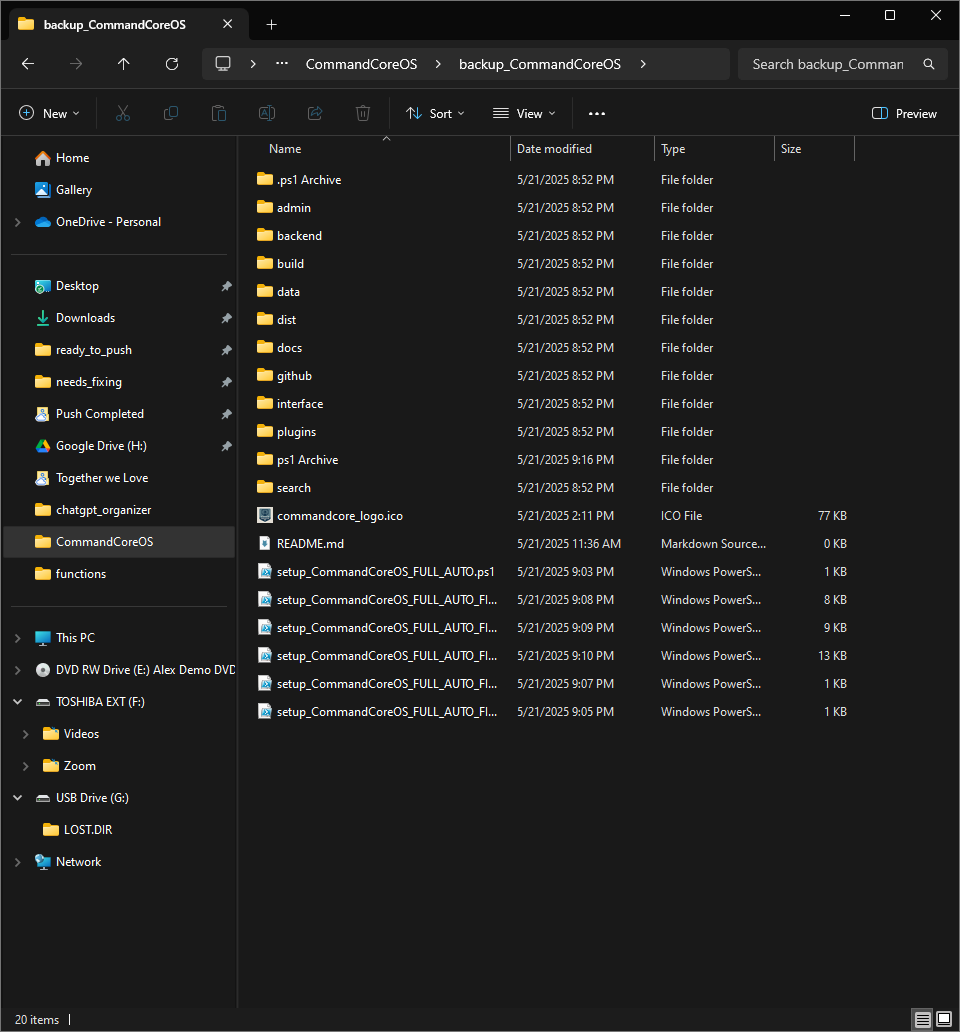 backup_CommandCoreOS
CommandCoreOS backup_CommandCoreOS Search backup_Comman
New Sort View ... Preview
Name Date modified Type Size
Home
Gallery
OneDrive - Personal
Desktop
Downloads
ready_to_push
needs_fixing
Push Completed
Google Drive (H:)
Together we Love
chatgpt_organizer
CommandCoreOS
functions
This PC
DVD RW Drive (E:) Alex Demo DVD
TOSHIBA EXT (F:)
Videos
Zoom
USB Drive (G:)
LOST.DIR
Network
.ps1 Archive 5/21/2025 8:52 PM File folder
admin 5/21/2025 8:52 PM File folder
backend 5/21/2025 8:52 PM File folder
build 5/21/2025 8:52 PM File folder
data 5/21/2025 8:52 PM File folder
dist 5/21/2025 8:52 PM File folder
docs 5/21/2025 8:52 PM File folder
github 5/21/2025 8:52 PM File folder
interface 5/21/2025 8:52 PM File folder
plugins 5/21/2025 8:52 PM File folder
ps1 Archive 5/21/2025 9:16 PM File folder
search 5/21/2025 8:52 PM File folder
commandcore_logo.ico 5/21/2025 2:11 PM ICO File 77 KB
README.md 5/21/2025 11:36 AM Markdown Source... 0 KB
setup_CommandCoreOS_FULL_AUTO.ps1 5/21/2025 9:03 PM Windows PowerS... 1 KB
setup_CommandCoreOS_FULL_AUTO_FI... 5/21/2025 9:08 PM Windows PowerS... 8 KB
setup_CommandCoreOS_FULL_AUTO_FI... 5/21/2025 9:09 PM Windows PowerS... 9 KB
setup_CommandCoreOS_FULL_AUTO_FI... 5/21/2025 9:10 PM Windows PowerS... 13 KB
setup_CommandCoreOS_FULL_AUTO_FI... 5/21/2025 9:07 PM Windows PowerS... 1 KB
setup_CommandCoreOS_FULL_AUTO_FI... 5/21/2025 9:05 PM Windows PowerS... 1 KB
20 items